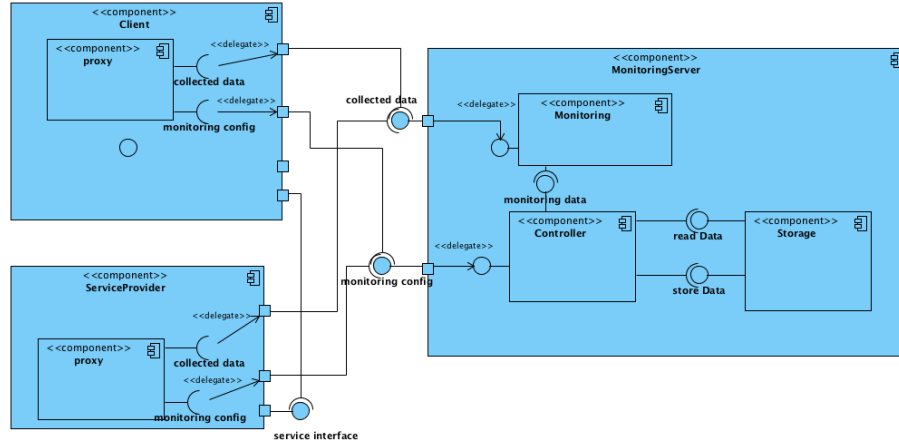 <<component>>
Client
<<component>>
proxy
<<delegate>>
collected data
<<delegate>>
monitoring config
<<component>>
ServiceProvider
<<component>>
proxy
<<delegate>>
collected data
<<delegate>>
monitoring config
service interface
collected data
monitoring config
<<component>>
MonitoringServer
<<delegate>>
<<component>>
Monitoring
monitoring data
<<delegate>>
<<component>>
Controller
read Data
store Data
<<component>>
Storage